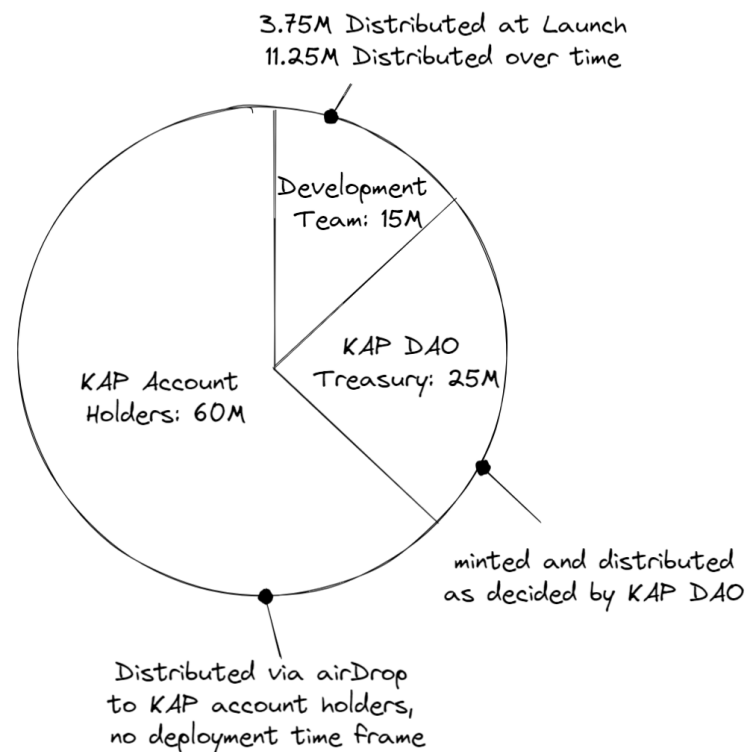 3.75M Distributed at Launch
11.25M Distributed over time
Development
Team: 15M
KAP DAO
Treasury: 25M
KAP Account
Holders: 60M
minted and distributed
as decided by KAP DAO
Distributed via airDrop
to KAP account holders,
no deployment time frame